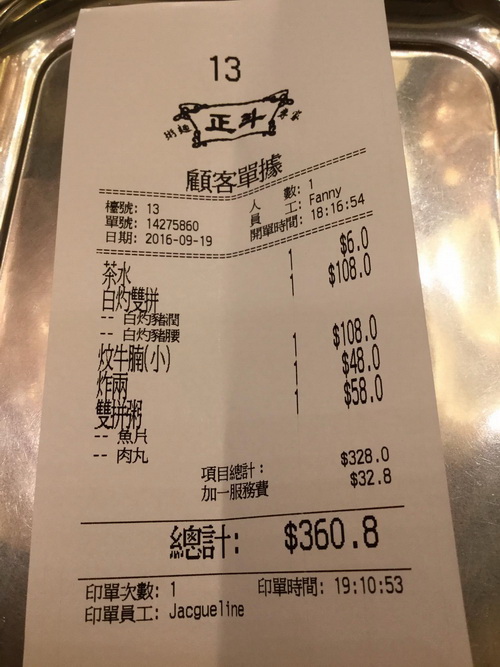 13
粥麵 正斗 專家
顧客單據
檯號: 13 人 數: 1
單號: 14275860 員 工: Fanny
日期: 2016-09-19 開單時間: 18:16:54
茶水 1 $6.0
白灼雙拼 1 $108.0
-- 白灼豬潤
-- 白灼豬腰
炆牛腩(小) 1 $108.0
炸兩 1 $48.0
雙拼粥 1 $58.0
-- 魚片
-- 肉丸
項目總計: $328.0
加一服務費 $32.8
總計: $360.8
印單次數: 1 印單時間: 19:10:53
印單員工: Jacgueline